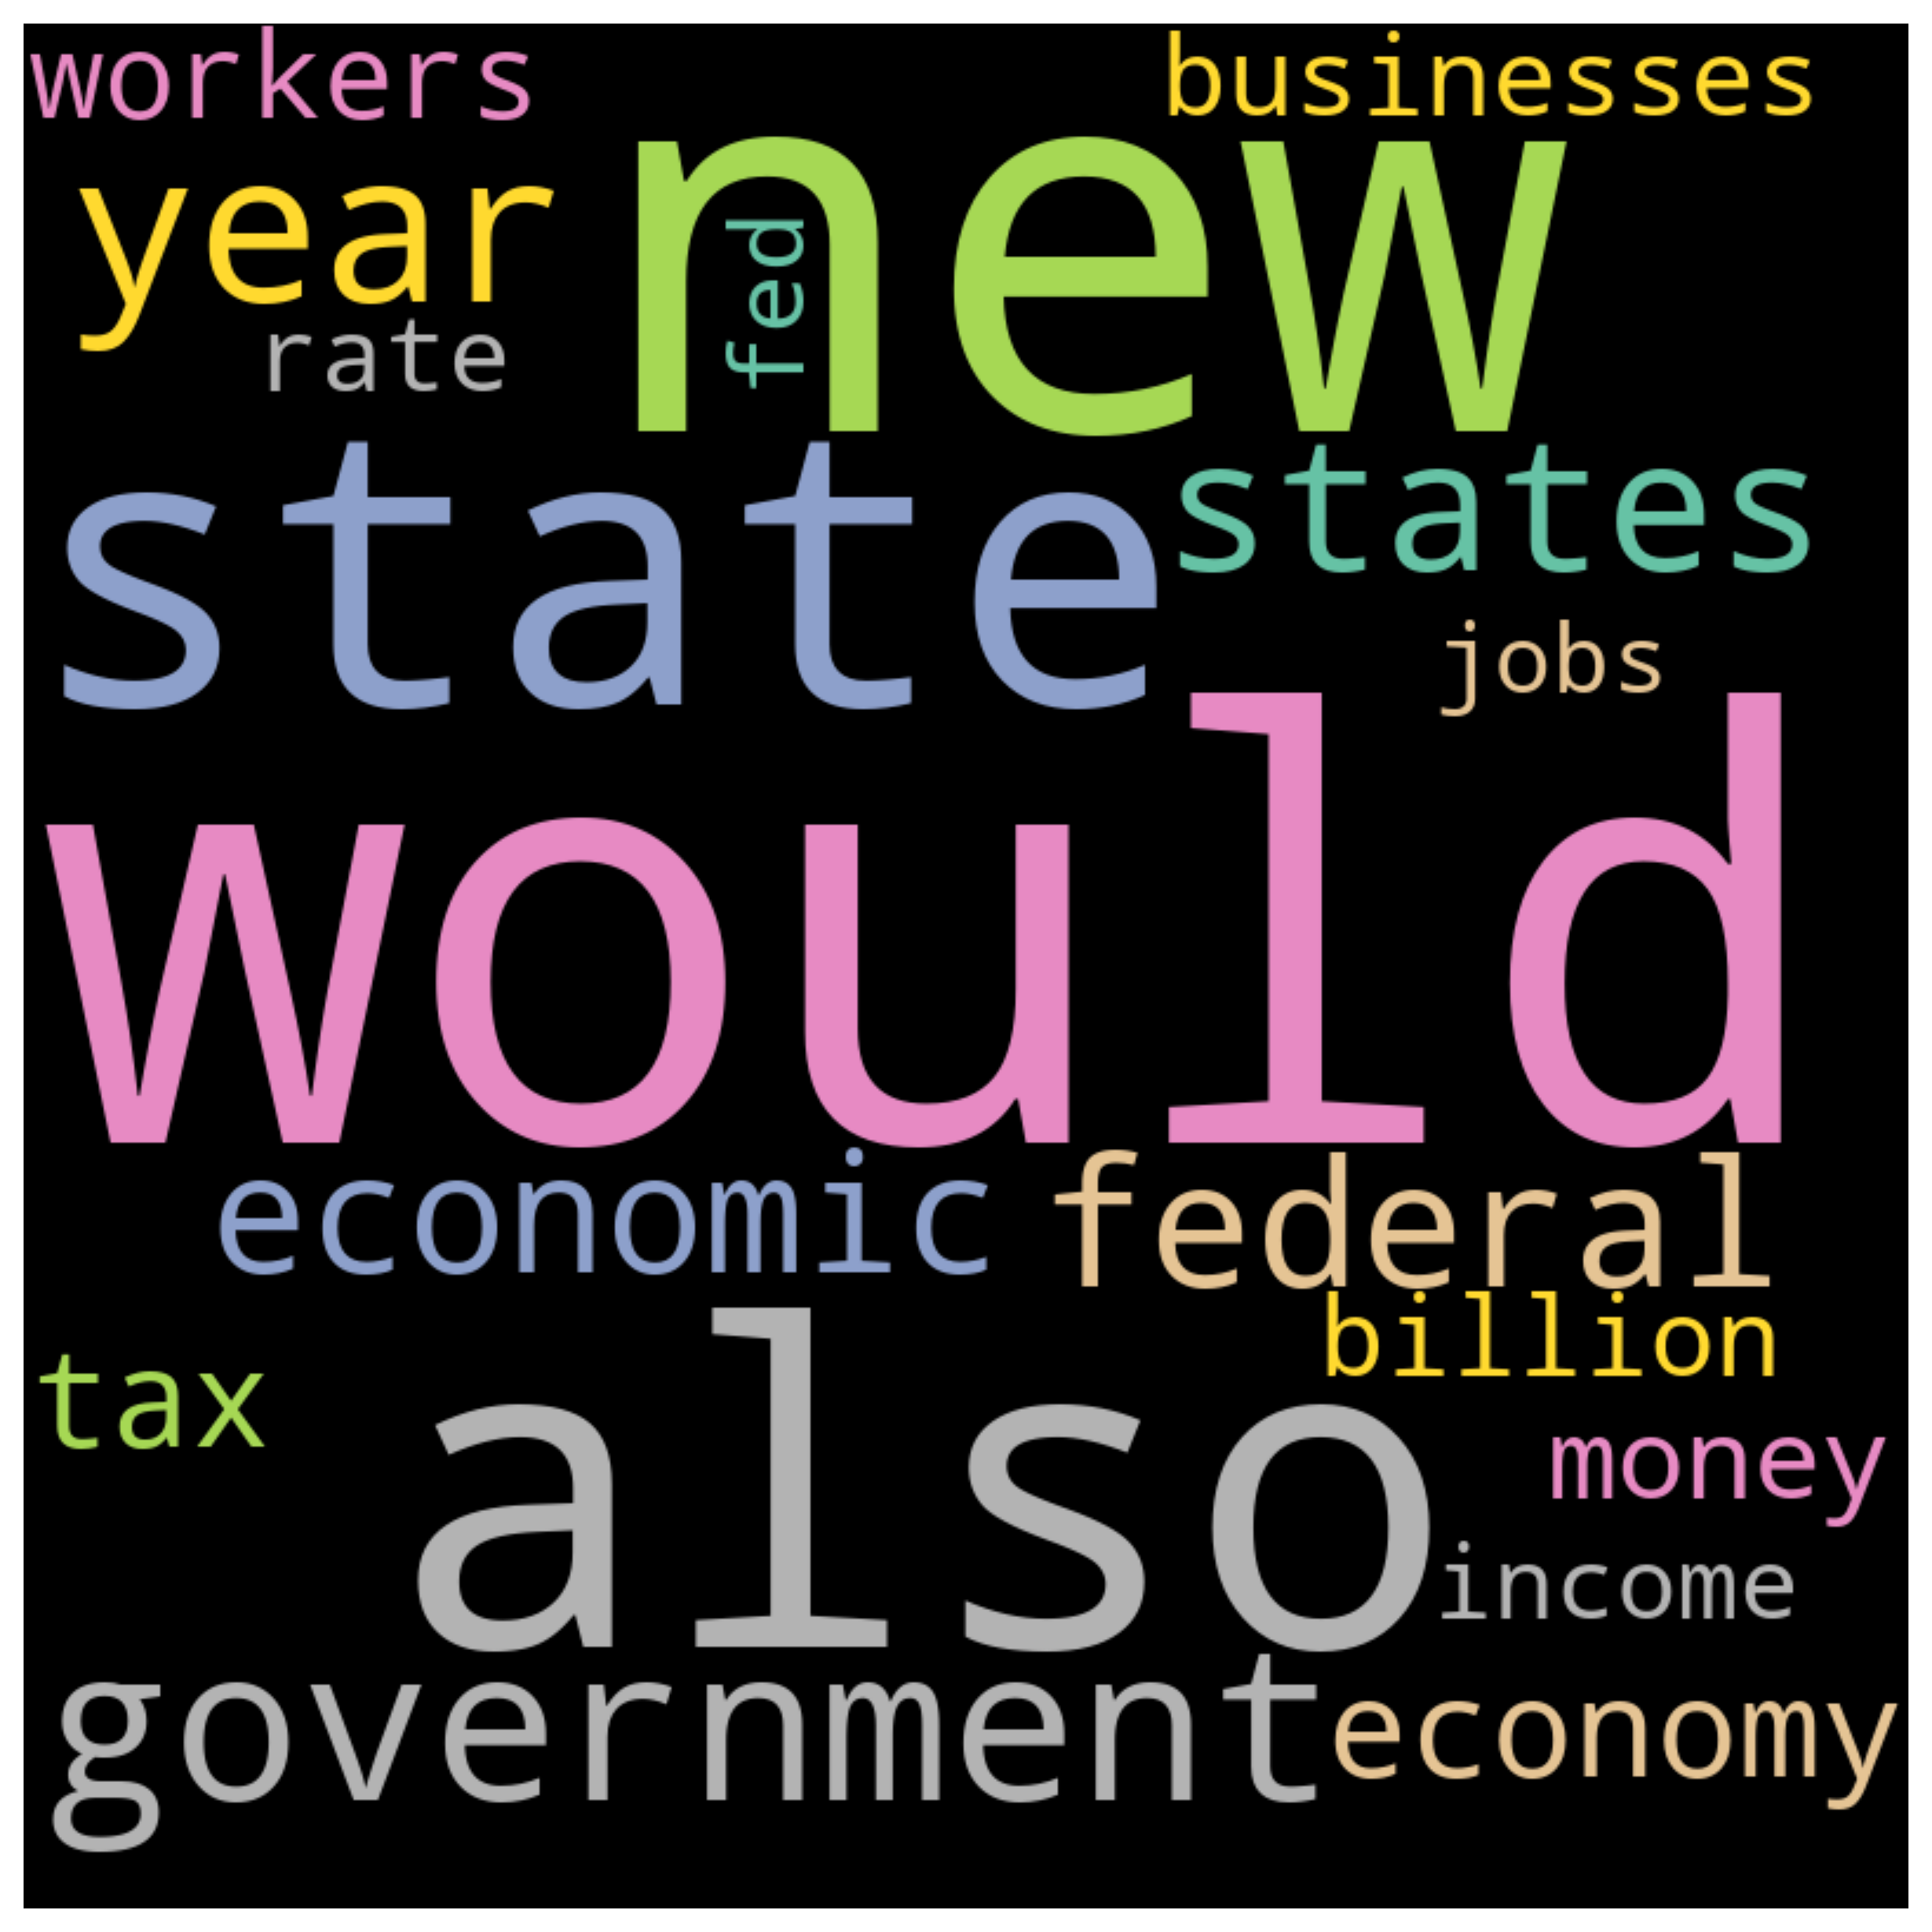 workers businesses
year new
fed
rate
state states
jobs
would
economic federal
billion
tax also
money
income
government economy